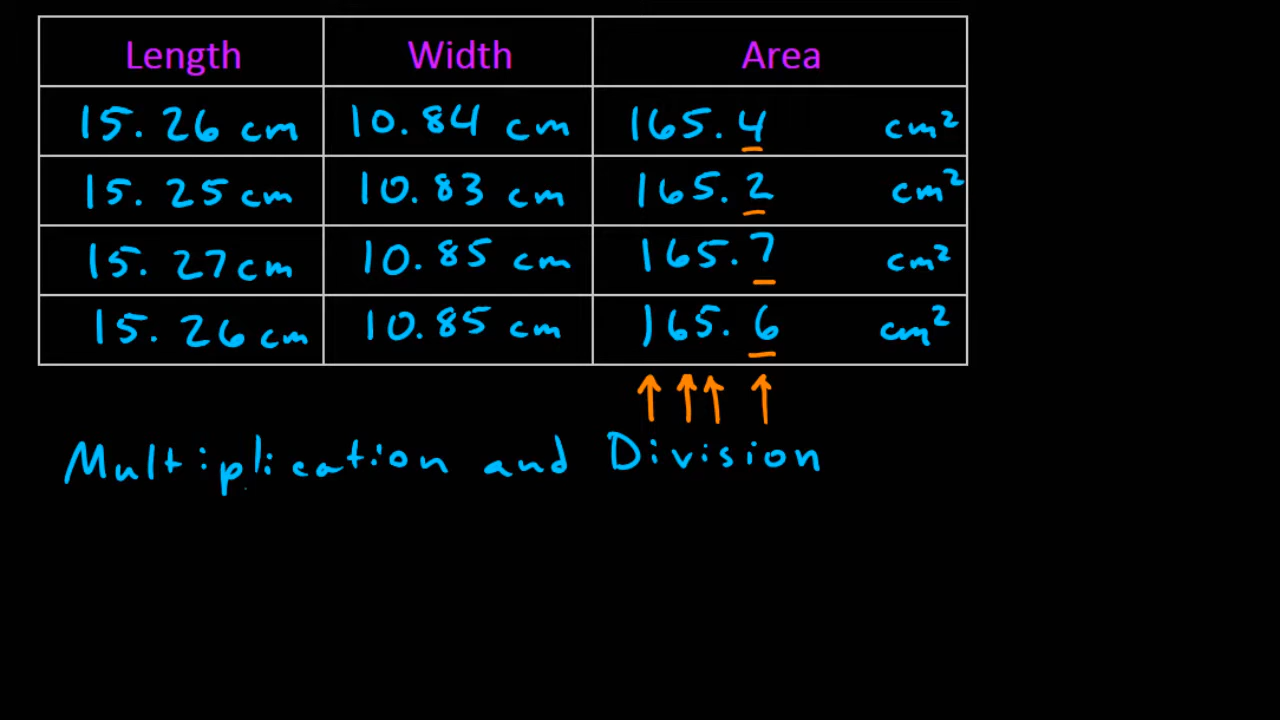 Length Width Area
15.26 cm 10.84 cm 165.4 cm²
15.25 cm 10.83 cm 165.2 cm²
15.27 cm 10.85 cm 165.7 cm²
15.26 cm 10.85 cm 165.6 cm²
Multiplication and Division